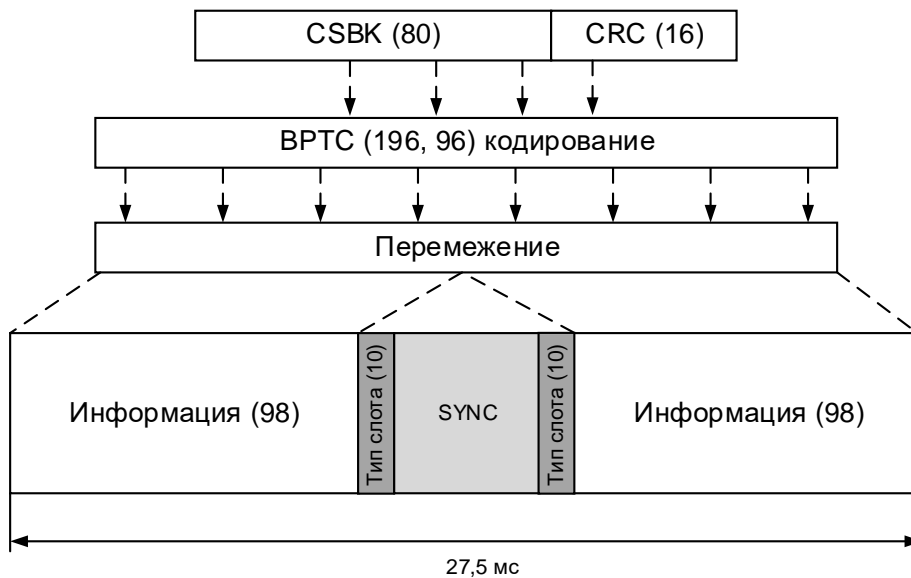 CSBK (80)
CRC (16)
BPTC (196, 96) кодирование
Перемежение
Информация (98)
Тип слота (10)
SYNC
Тип слота (10)
Информация (98)
27,5 мс